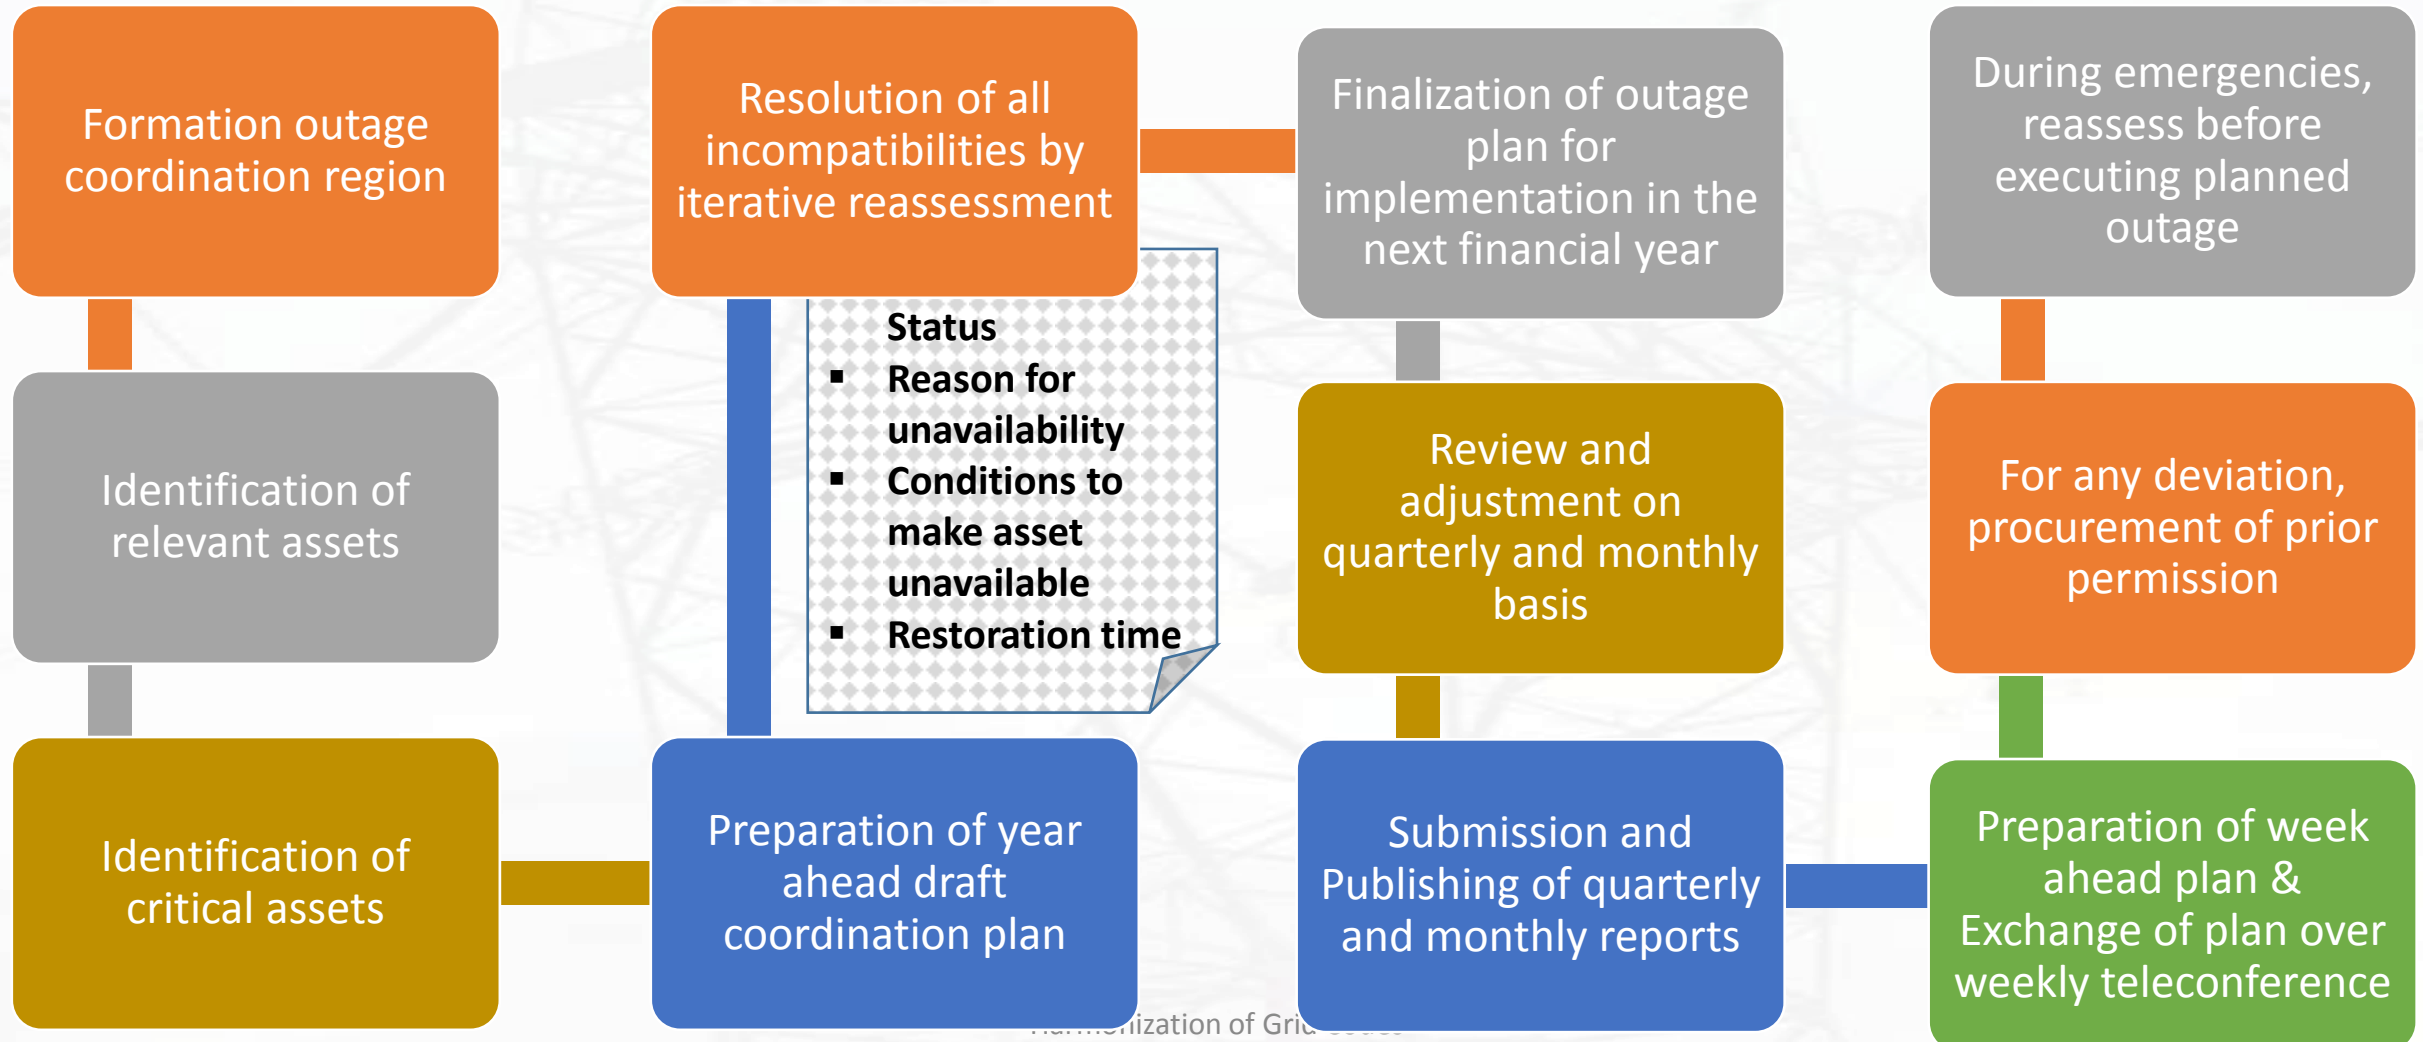 Formation outage
coordination region
Identification of
relevant assets
Identification of
critical assets
Preparation of year
ahead draft
coordination plan
Resolution of all
incompatibilities by
iterative reassessment
Status
▪ Reason for
unavailability
▪ Conditions to
make asset
unavailable
▪ Restoration time
Finalization of outage
plan for
implementation in the
next financial year
Review and
adjustment on
quarterly and monthly
basis
Submission and
Publishing of quarterly
and monthly reports
Preparation of week
ahead plan &
Exchange of plan over
weekly teleconference
For any deviation,
procurement of prior
permission
During emergencies,
reassess before
executing planned
outage
Harmonization of Grid